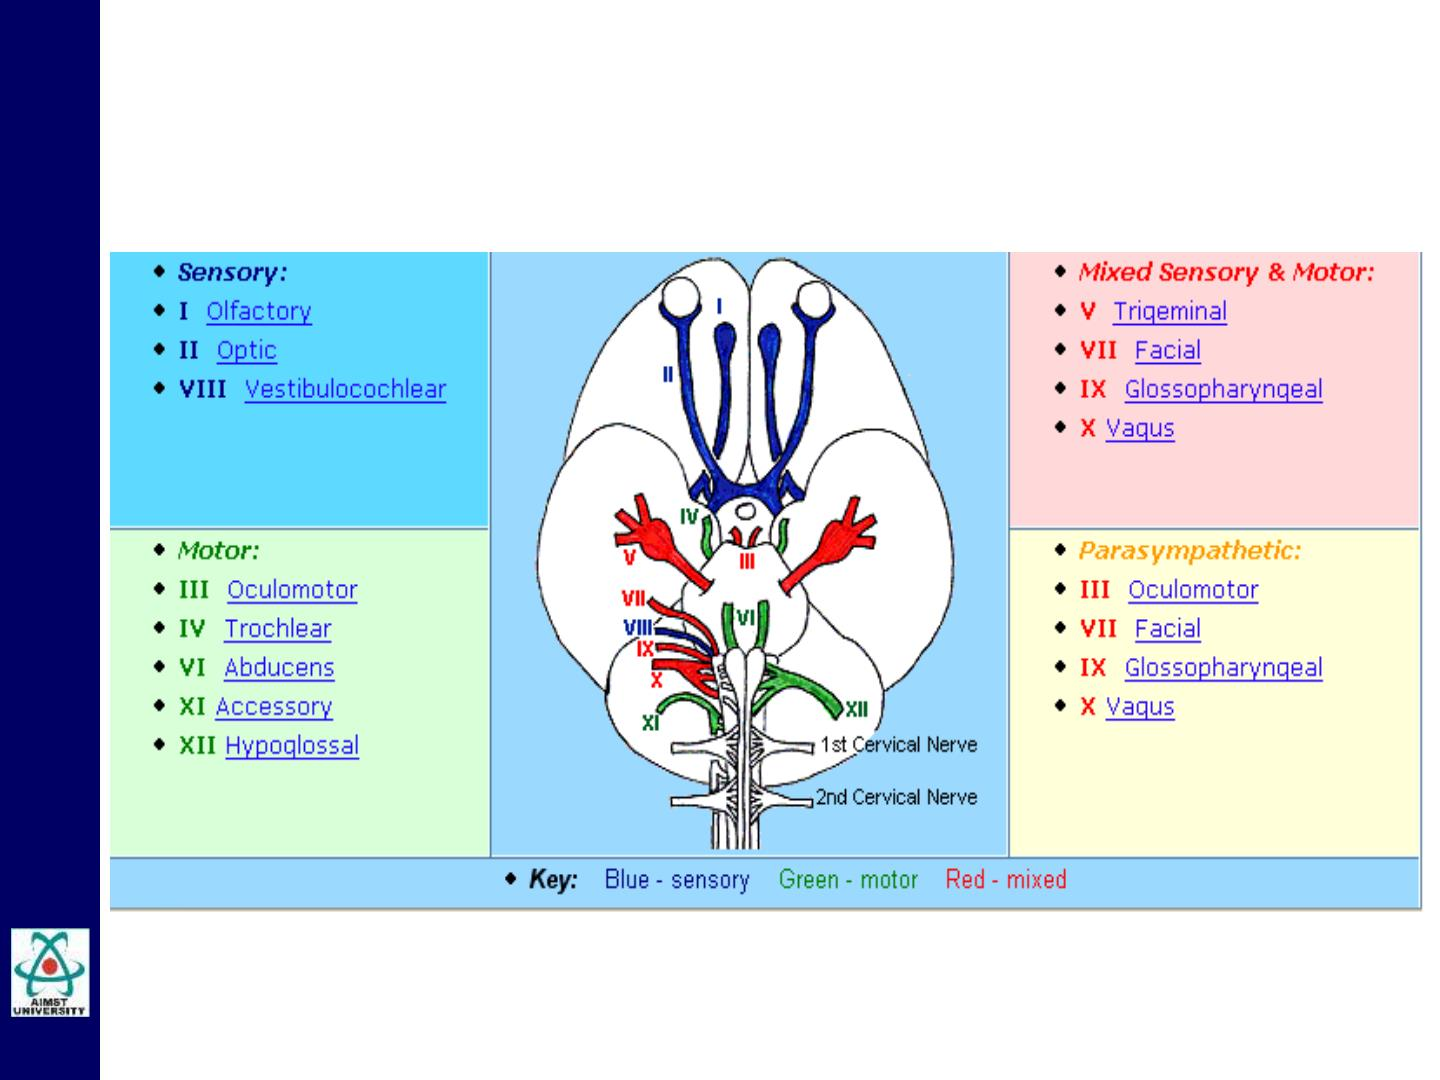 Sensory:
I Olfactory
II Optic
VIII Vestibulocochlear
Motor:
III Oculomotor
IV Trochlear
VI Abducens
XI Accessory
XII Hypoglossal
I
II
IV
V
III
VII
VI
VIII
IX
X
XI
XII
1st Cervical Nerve
2nd Cervical Nerve
Mixed Sensory & Motor:
V Trigeminal
VII Facial
IX Glossopharyngeal
X Vagus
Parasympathetic:
III Oculomotor
VII Facial
IX Glossopharyngeal
X Vagus
Key: Blue - sensory Green - motor Red - mixed
AIMST
UNIVERSITY